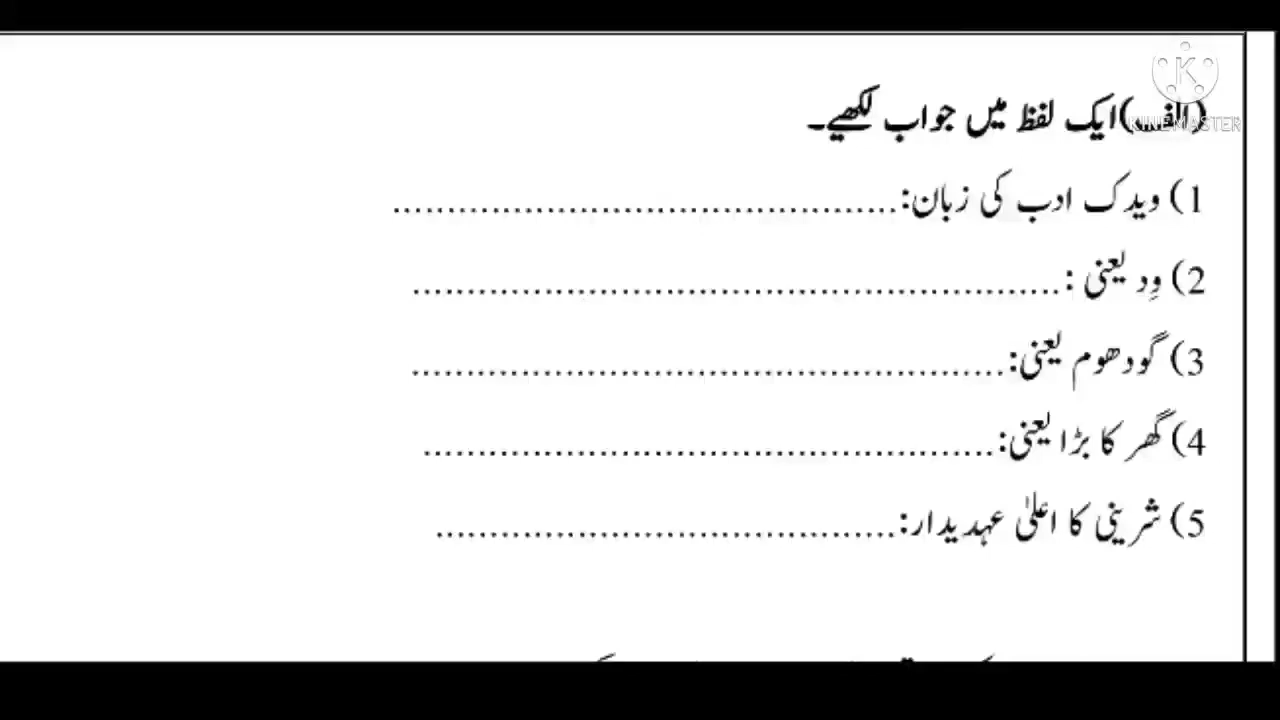 (الف) ایک لفظ میں جواب لکھیے۔
KINEMASTER
1) ویدک ادب کی زبان:............................................
2) وِد یعنی :............................................
3) گودھوم یعنی:............................................
4) گھر کا بڑا یعنی:............................................
5) شرینی کا اعلیٰ عہدیدار:............................................